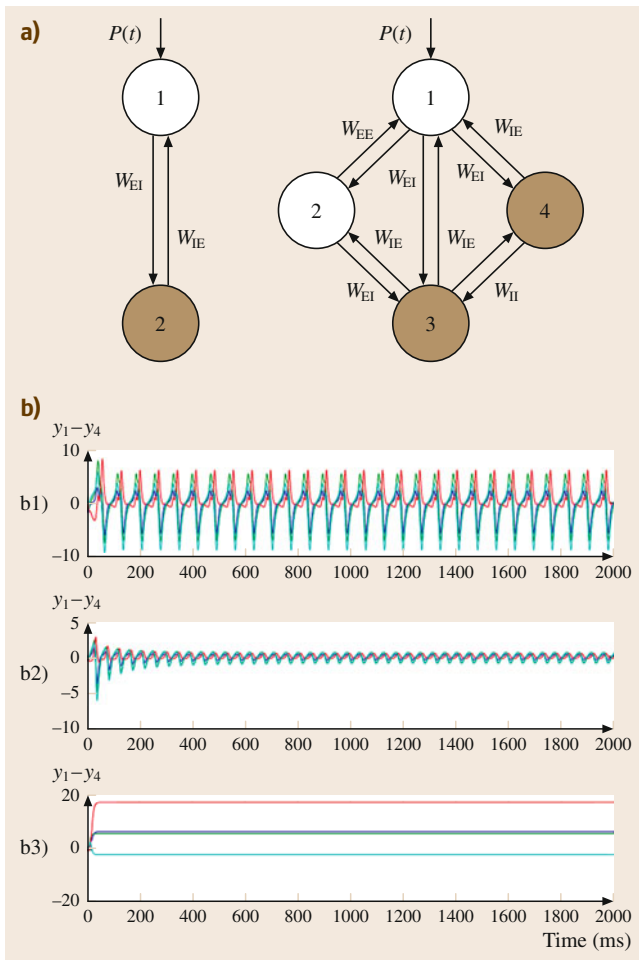 a)
P(t) P(t)
1 1
W_EE W_IE
W_EI W_EI W_EI
2 4
W_IE W_IE W_IE
W_EI W_II
2 3
b)
y₁–y₄
10
b1) 0
–10
0 200 400 600 800 1000 1200 1400 1600 1800 2000
y₁–y₄
5
0
b2) –5
–10
0 200 400 600 800 1000 1200 1400 1600 1800 2000
y₁–y₄
20
b3) 0
–20
0 200 400 600 800 1000 1200 1400 1600 1800 2000
Time (ms)